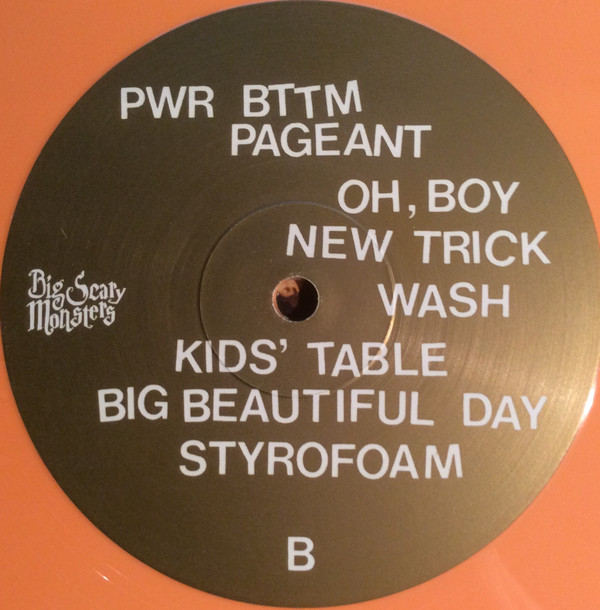 PWR BTTM
PAGEANT
OH, BOY
NEW TRICK
WASH
Big Scary
Monsters
KIDS' TABLE
BIG BEAUTIFUL DAY
STYROFOAM
B